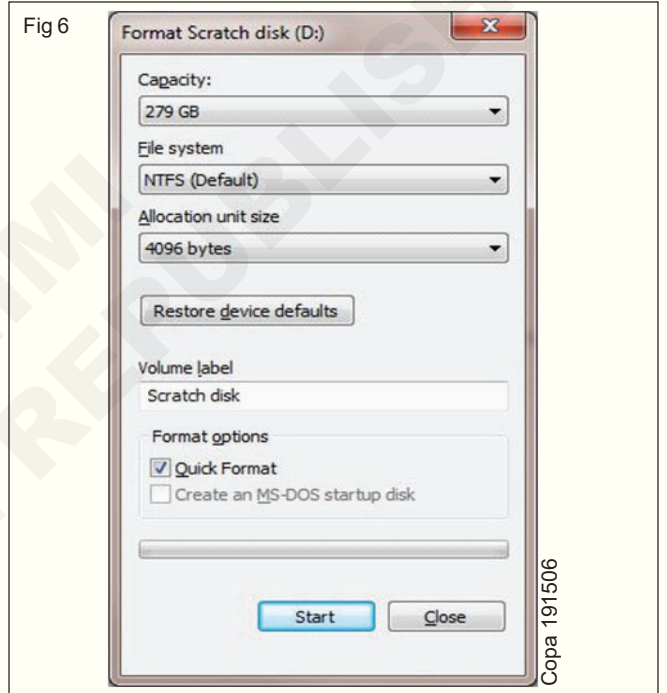 Fig 6
Format Scratch disk (D:)
Capacity:
279 GB
File system
NTFS (Default)
Allocation unit size
4096 bytes
Restore device defaults
Volume label
Scratch disk
Format options
Quick Format
Create an MS-DOS startup disk
Start
Close
Copa 191506
REPUBLISE